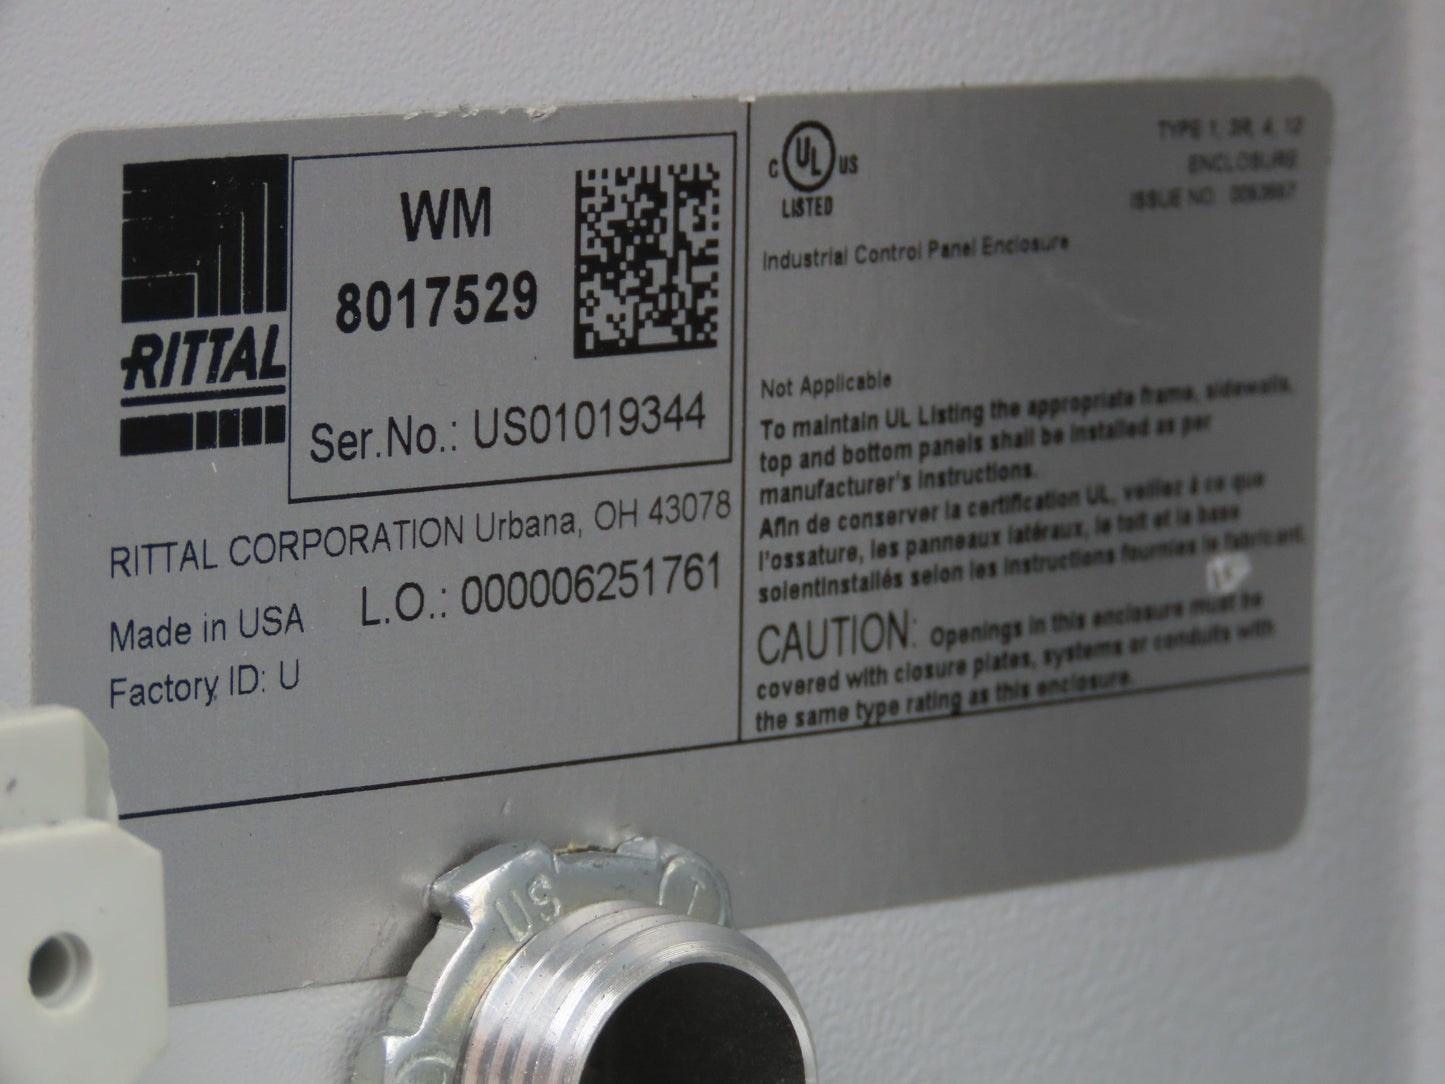 RITTAL
WM
8017529
Ser.No.: US01019344
RITTAL CORPORATION Urbana, OH 43078
Made in USA
L.O.: 000006251761
Factory ID: U
C UL US
LISTED
TYPE 1, 3R, 4, 12
ENCLOSURE
ISSUE NO.
Industrial Control Panel Enclosure
Not Applicable
To maintain UL Listing the appropriate frame, sidewalls,
top and bottom panels shall be installed as per
manufacturer's instructions.
Afin de conserver la certification UL, veillez à ce que
l'ossature, les panneaux latéraux, le toit et la base
soientinstallés selon les instructions fournies le fabricant.
CAUTION: Openings in this enclosure must be
covered with closure plates, systems or conduits with
the same type rating as this enclosure.
US